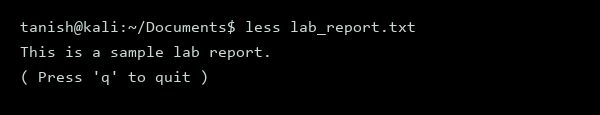 tanish@kali:~/Documents$ less lab_report.txt
This is a sample lab report.
( Press 'q' to quit )